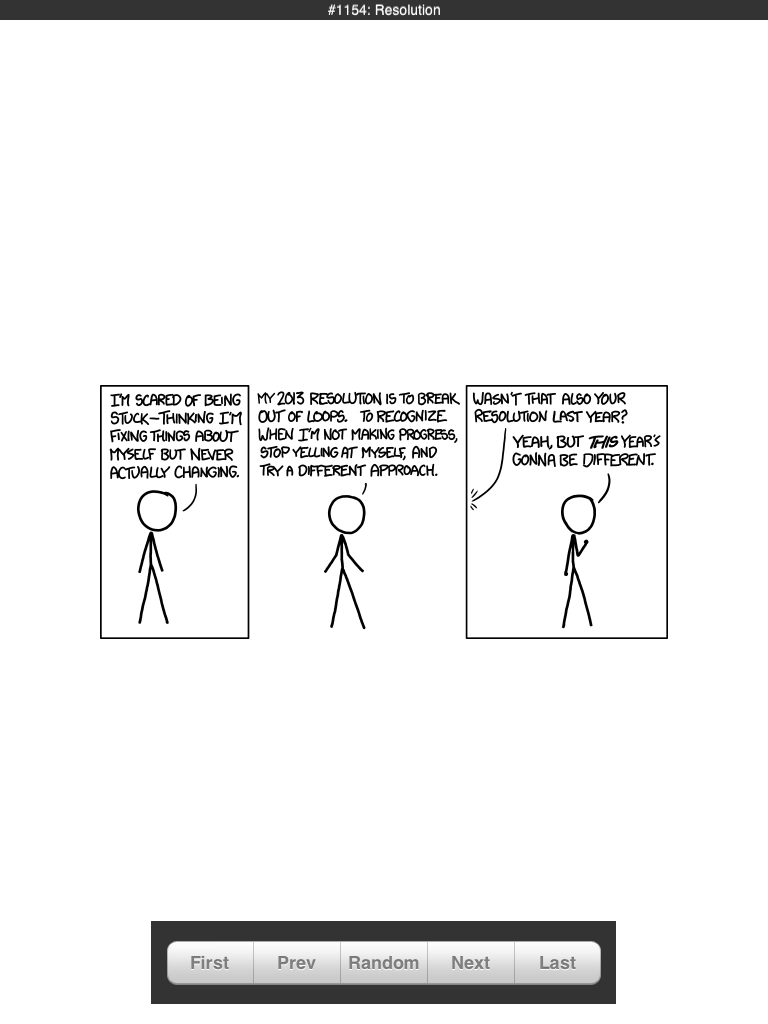 #1154: Resolution
I'M SCARED OF BEING
STUCK—THINKING I'M
FIXING THINGS ABOUT
MYSELF BUT NEVER
ACTUALLY CHANGING.
MY 2013 RESOLUTION IS TO BREAK
OUT OF LOOPS. TO RECOGNIZE
WHEN I'M NOT MAKING PROGRESS,
STOP YELLING AT MYSELF, AND
TRY A DIFFERENT APPROACH.
WASN'T THAT ALSO YOUR
RESOLUTION LAST YEAR?
YEAH, BUT THIS YEAR'S
GONNA BE DIFFERENT.
First Prev Random Next Last